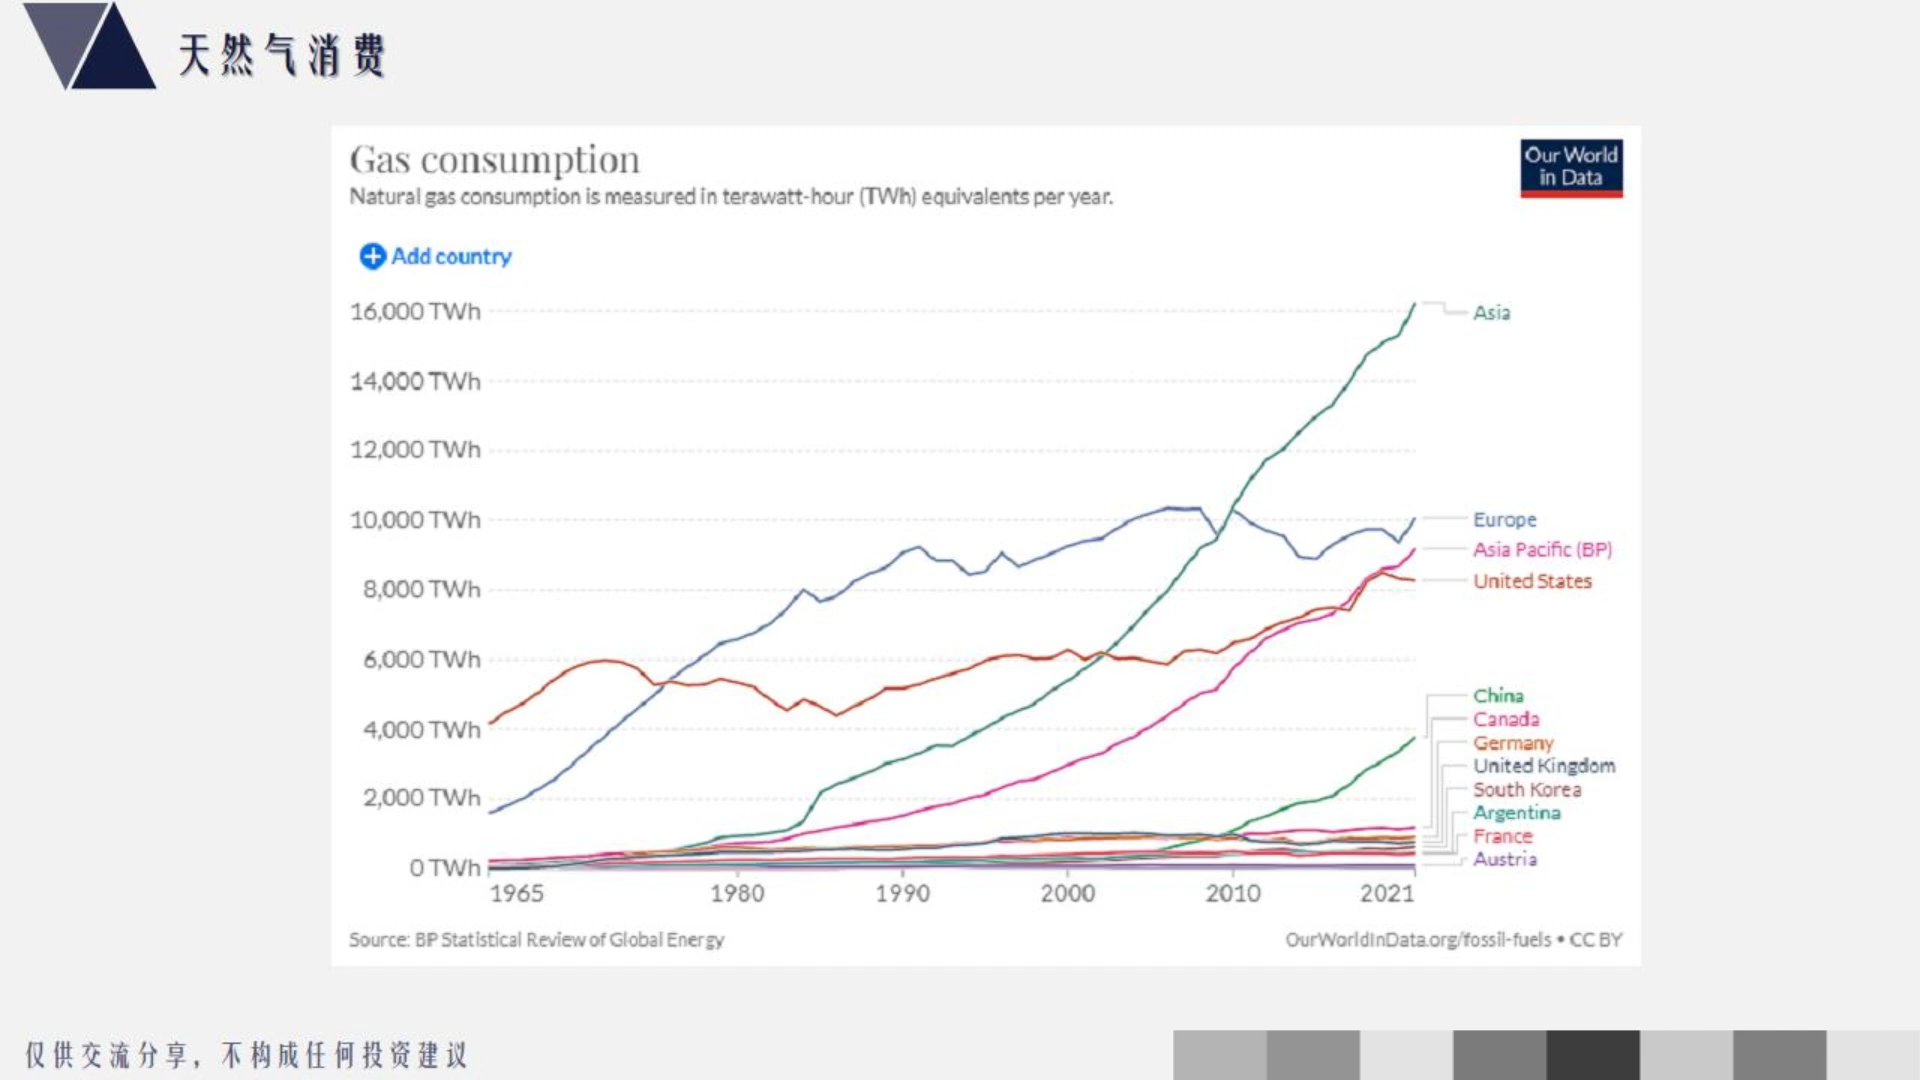 天然气消费
Gas consumption
Our World
in Data
Natural gas consumption is measured in terawatt-hour (TWh) equivalents per year.
Add country
16,000 TWh
14,000 TWh
12,000 TWh
10,000 TWh
8,000 TWh
6,000 TWh
4,000 TWh
2,000 TWh
0 TWh
Asia
Europe
Asia Pacific (BP)
United States
China
Canada
Germany
United Kingdom
South Korea
Argentina
France
Austria
1965 1980 1990 2000 2010 2021
Source: BP Statistical Review of Global Energy
OurWorldInData.org/fossil-fuels • CC BY
仅供交流分享，不构成任何投资建议